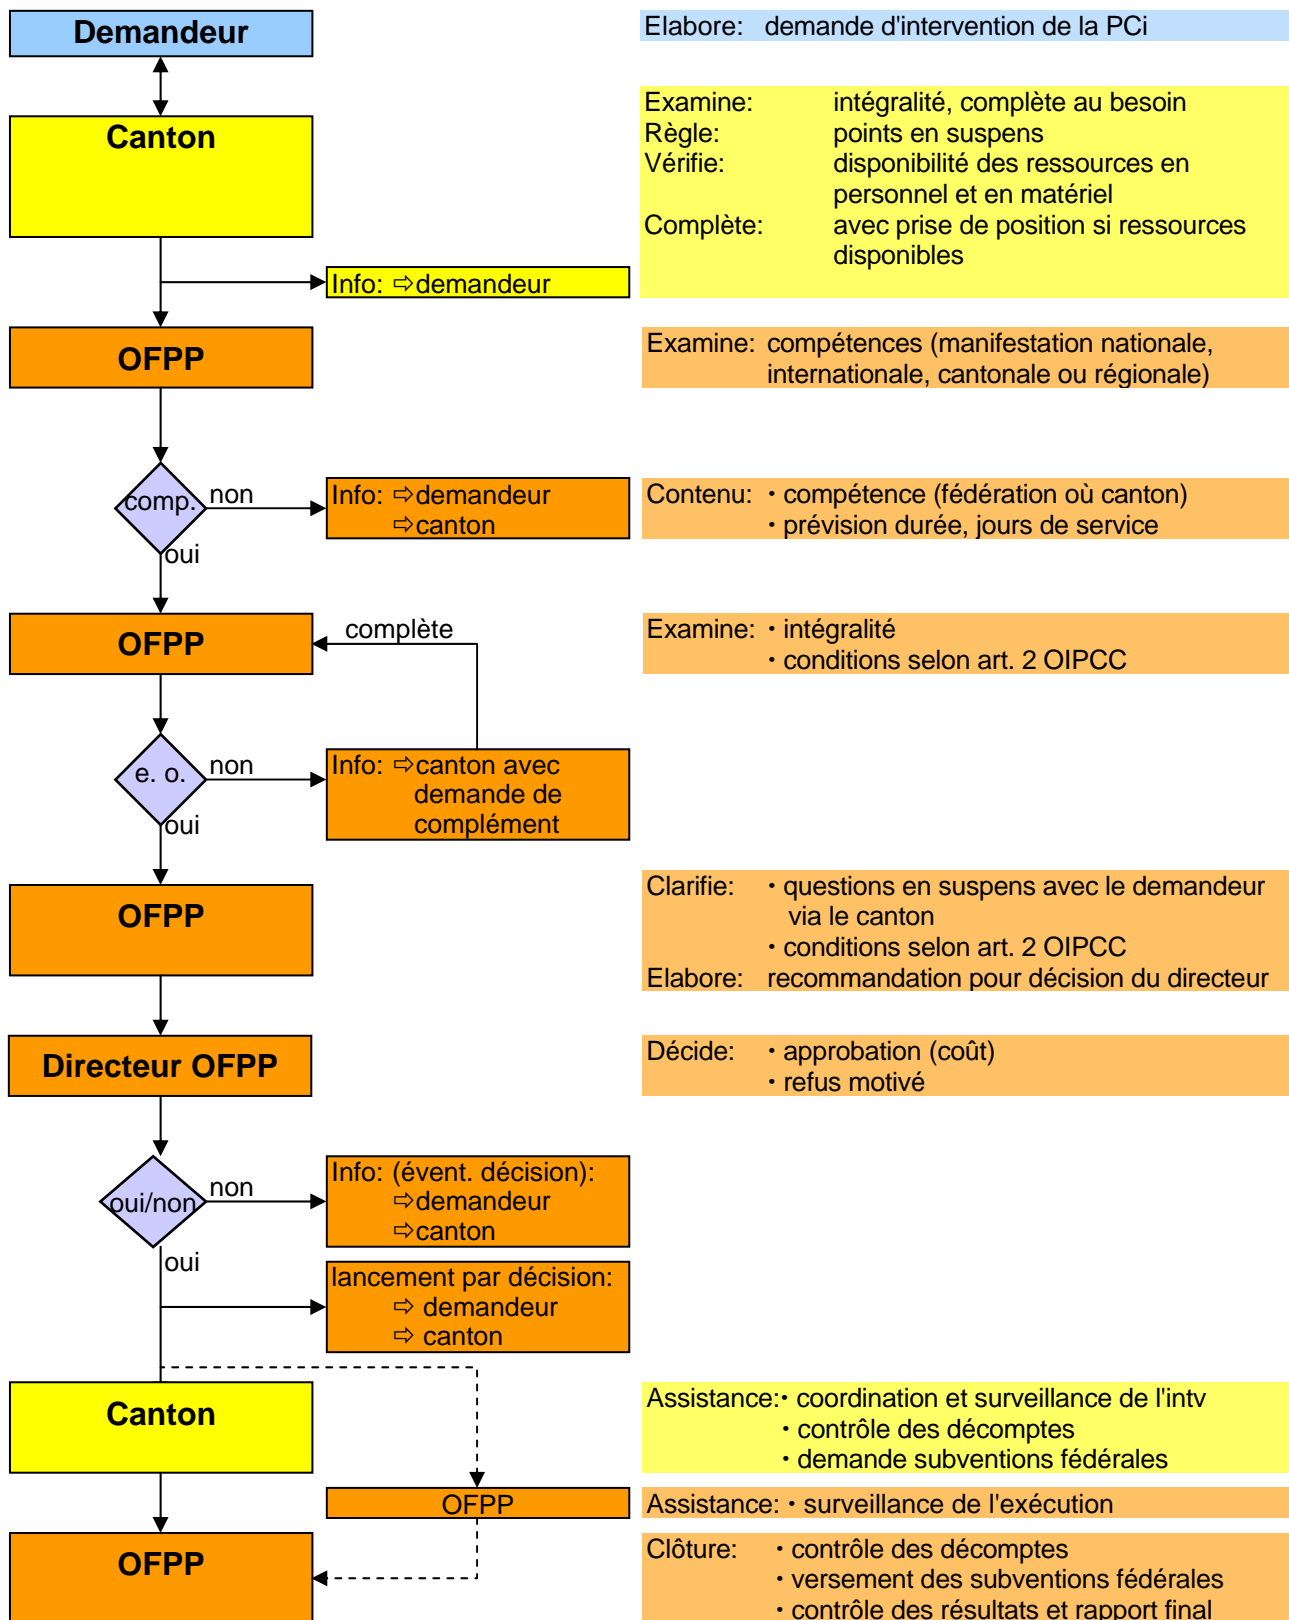 Demandeur
Elabore: demande d'intervention de la PCi
Canton
Examine: intégralité, complète au besoin
Règle: points en suspens
Vérifie: disponibilité des ressources en
personnel et en matériel
Complète: avec prise de position si ressources
disponibles
Info: ⇨demandeur
OFPP
Examine: compétences (manifestation nationale,
internationale, cantonale ou régionale)
comp.
non
oui
Info: ⇨demandeur
⇨canton
Contenu: • compétence (fédération où canton)
• prévision durée, jours de service
OFPP
complète
Examine: • intégralité
• conditions selon art. 2 OIPCC
e. o.
non
oui
Info: ⇨canton avec
demande de
complément
OFPP
Clarifie: • questions en suspens avec le demandeur
via le canton
• conditions selon art. 2 OIPCC
Elabore: recommandation pour décision du directeur
Directeur OFPP
Décide: • approbation (coût)
• refus motivé
oui/non
non
oui
Info: (évent. décision):
⇨demandeur
⇨canton
lancement par décision:
⇨ demandeur
⇨ canton
Canton
Assistance:• coordination et surveillance de l'intv
• contrôle des décomptes
• demande subventions fédérales
OFPP
Assistance: • surveillance de l'exécution
OFPP
Clôture: • contrôle des décomptes
• versement des subventions fédérales
• contrôle des résultats et rapport final